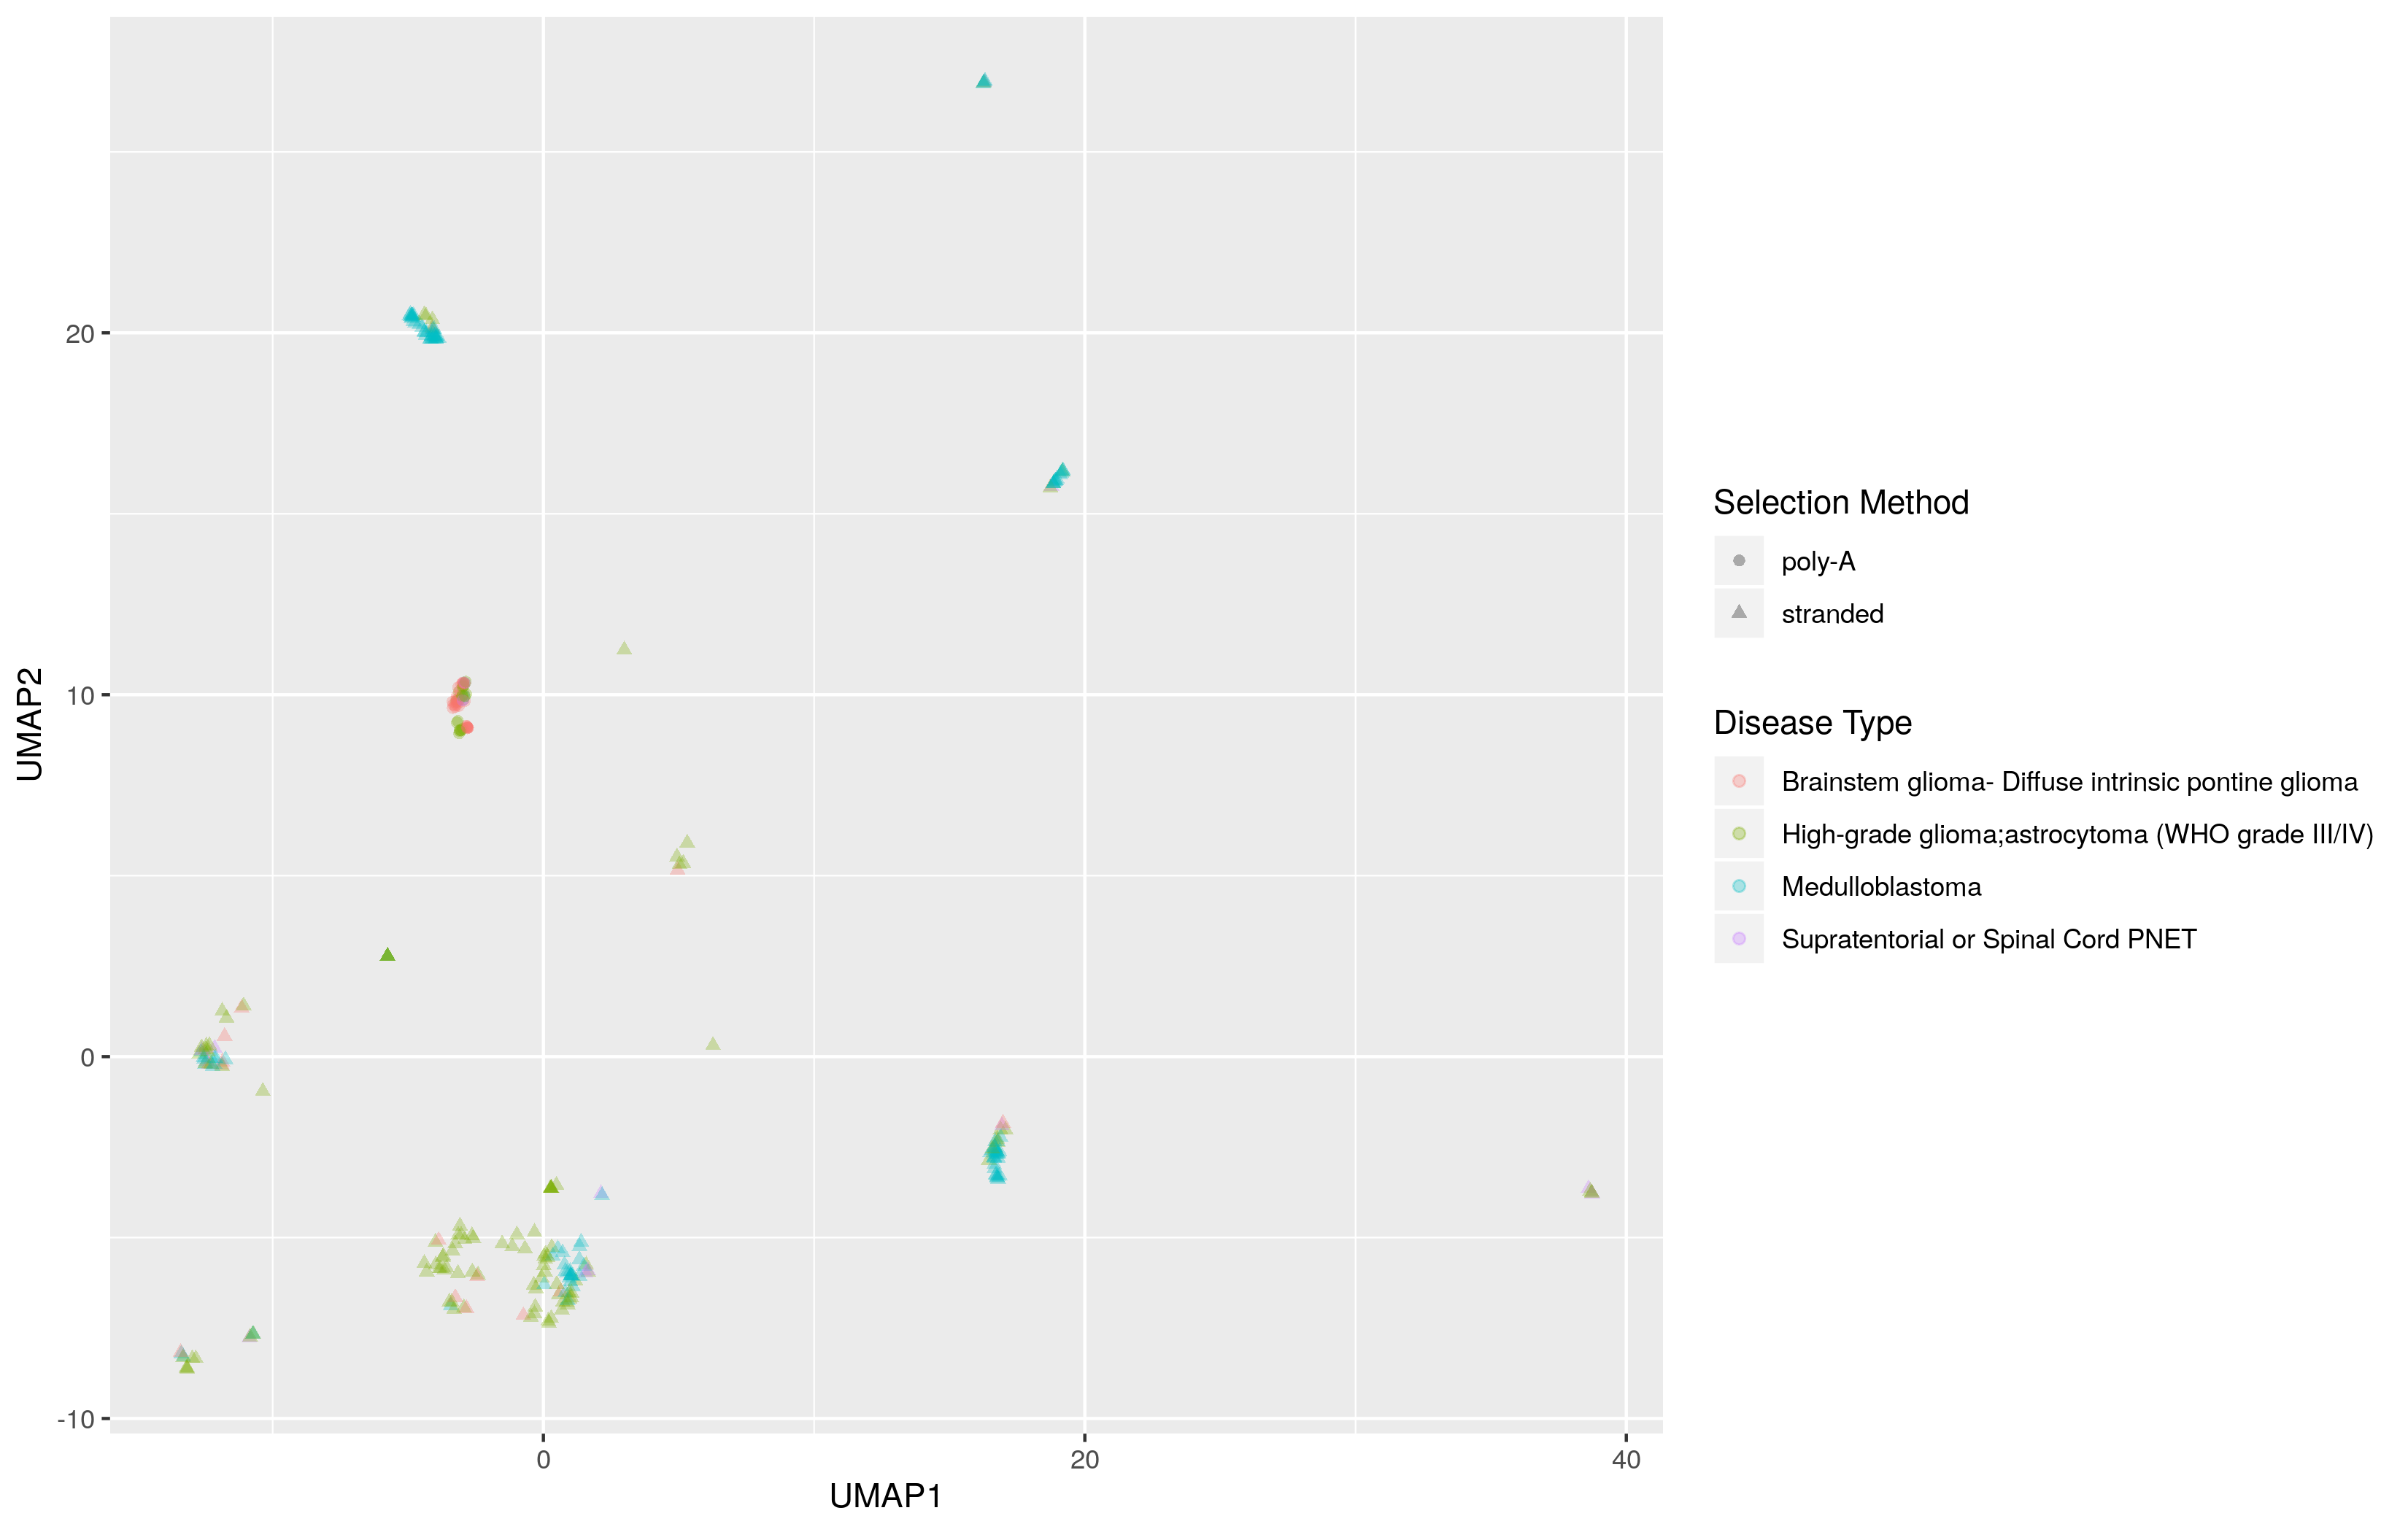 20
10
0
-10
0
20
40
UMAP1
UMAP2
Selection Method
poly-A
stranded
Disease Type
Brainstem glioma- Diffuse intrinsic pontine glioma
High-grade glioma;astrocytoma (WHO grade III/IV)
Medulloblastoma
Supratentorial or Spinal Cord PNET